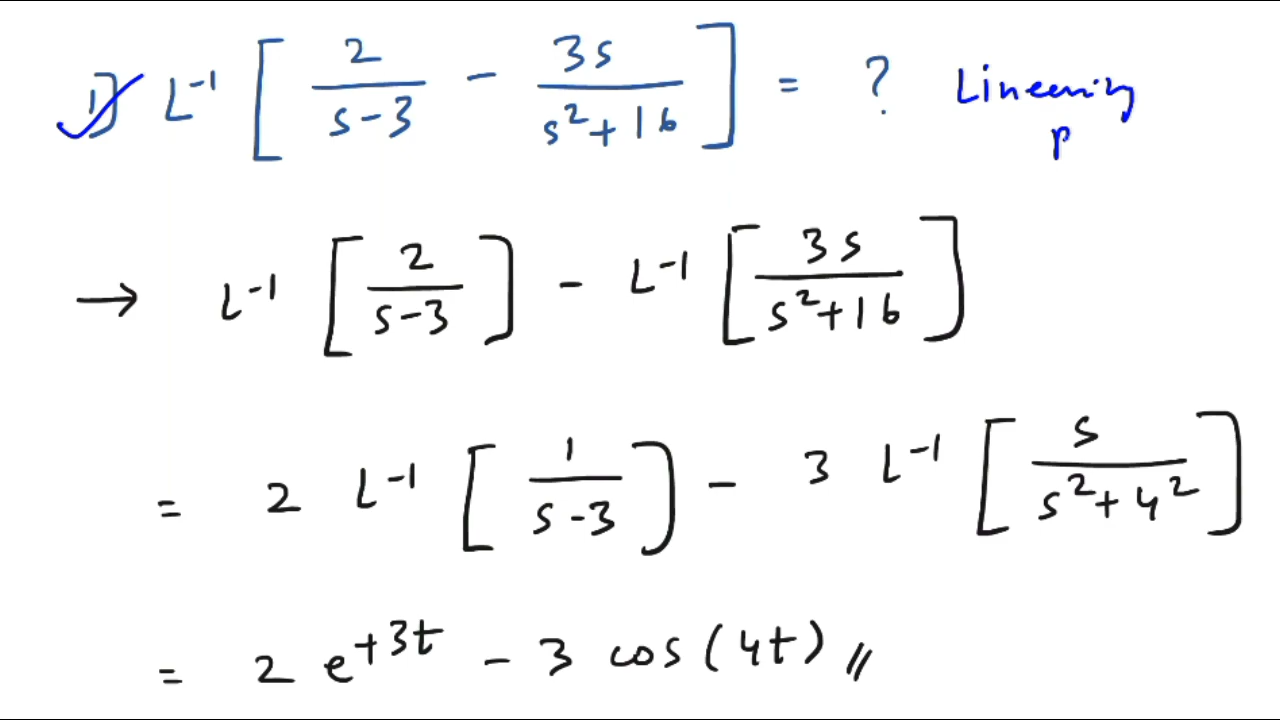 1) L⁻¹ [ 2/(s-3) - 3s/(s²+16) ] = ? Linearity
P
→ L⁻¹ [ 2/(s-3) ] - L⁻¹ [ 3s/(s²+16) ]
= 2 L⁻¹ [ 1/(s-3) ] - 3 L⁻¹ [ s/(s²+4²) ]
= 2 e^{+3t} - 3 cos(4t) //